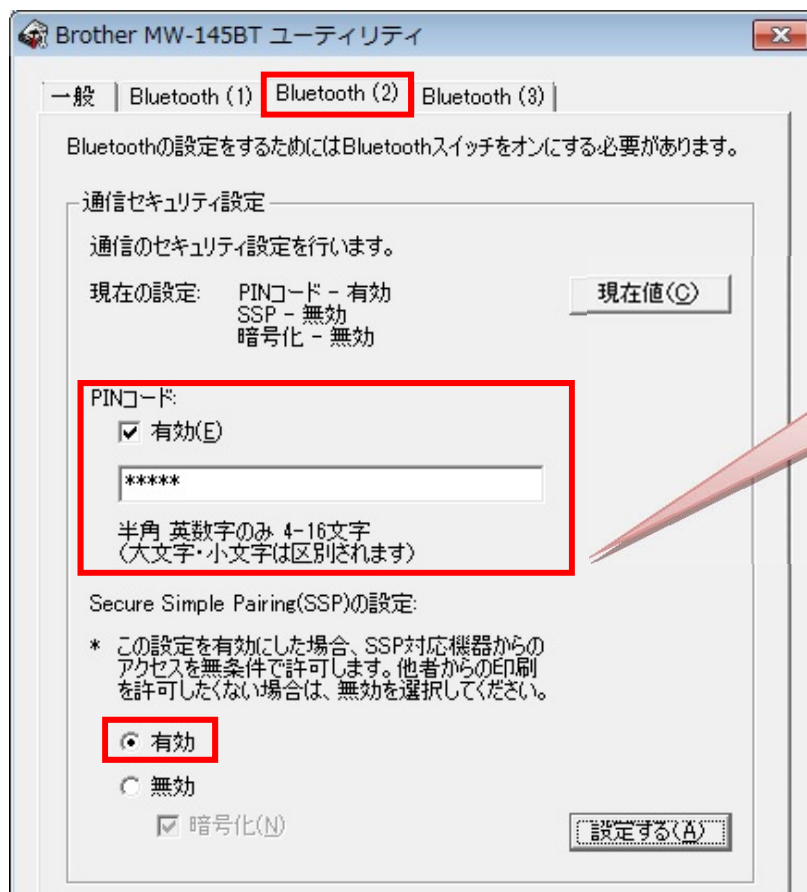 Brother MW-145BT ユーティリティ
一般 Bluetooth (1) Bluetooth (2) Bluetooth (3)
Bluetoothの設定をするためにはBluetoothスイッチをオンにする必要があります。
通信セキュリティ設定
通信のセキュリティ設定を行います。
現在の設定: PINコード - 有効 現在値(C)
SSP - 無効
暗号化 - 無効
PINコード:
有効(E)
*****
半角 英数字のみ 4-16文字
(大文字・小文字は区別されます)
Secure Simple Pairing(SSP)の設定:
* この設定を有効にした場合、SSP対応機器からの
アクセスを無条件で許可します。他者からの印刷
を許可したくない場合は、無効を選択してください。
有効
無効
暗号化(N) 設定する(A)